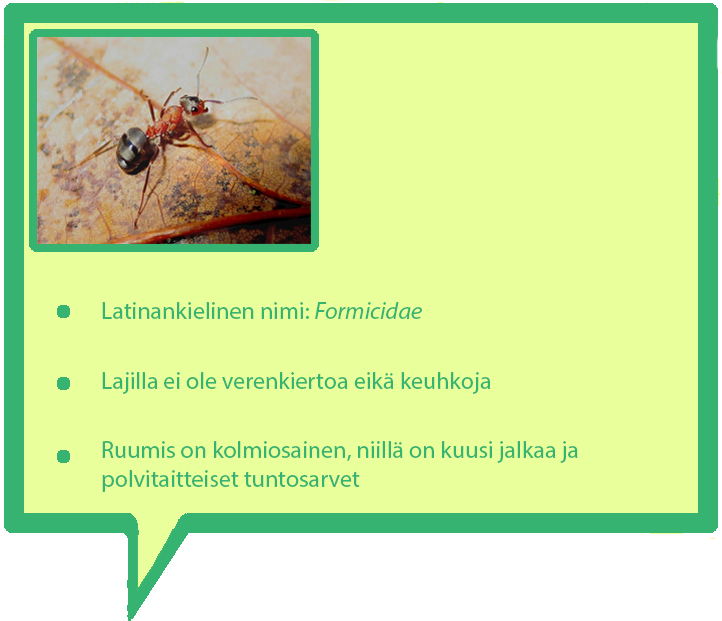 Latinankielinen nimi: Formicidae
Lajilla ei ole verenkiertoa eikä keuhkoja
Ruumis on kolmiosainen, niillä on kuusi jalkaa ja
polvitaitteiset tuntosarvet